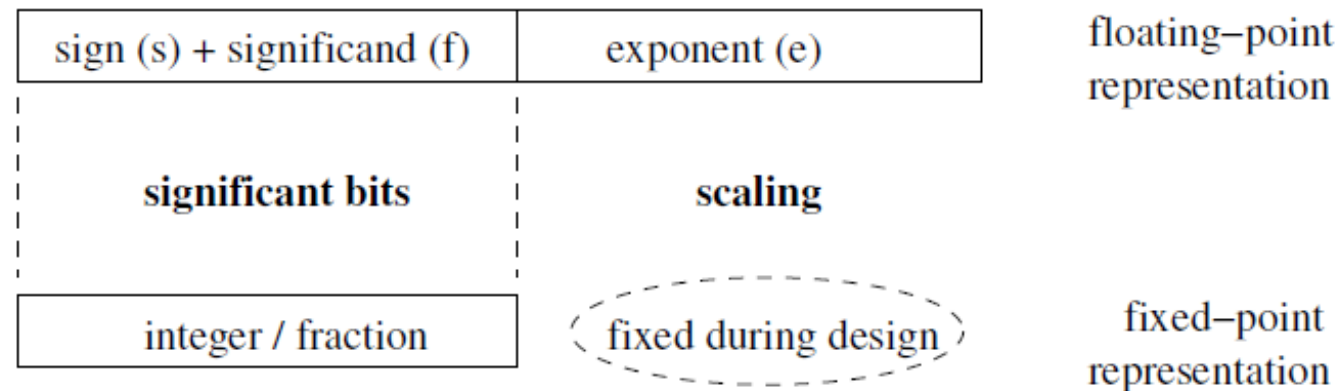 sign (s) + significand (f) exponent (e) floating–point
representation
significant bits scaling
integer / fraction fixed during design fixed–point
representation